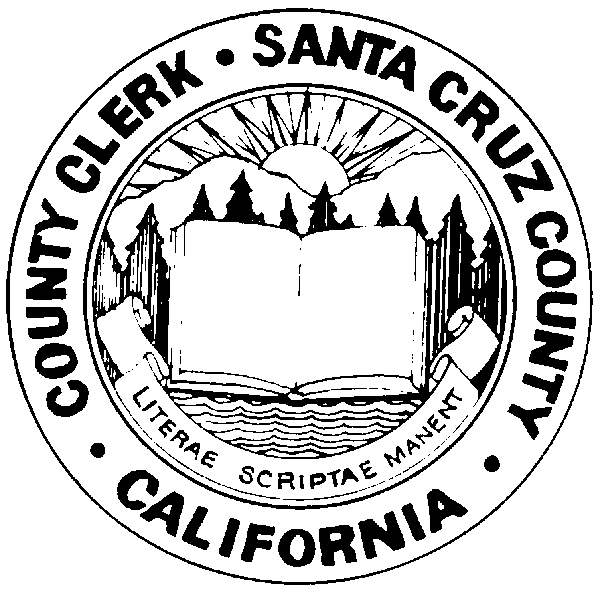 COUNTY CLERK • SANTA CRUZ COUNTY • CALIFORNIA •
LITERAE SCRIPTAE MANENT